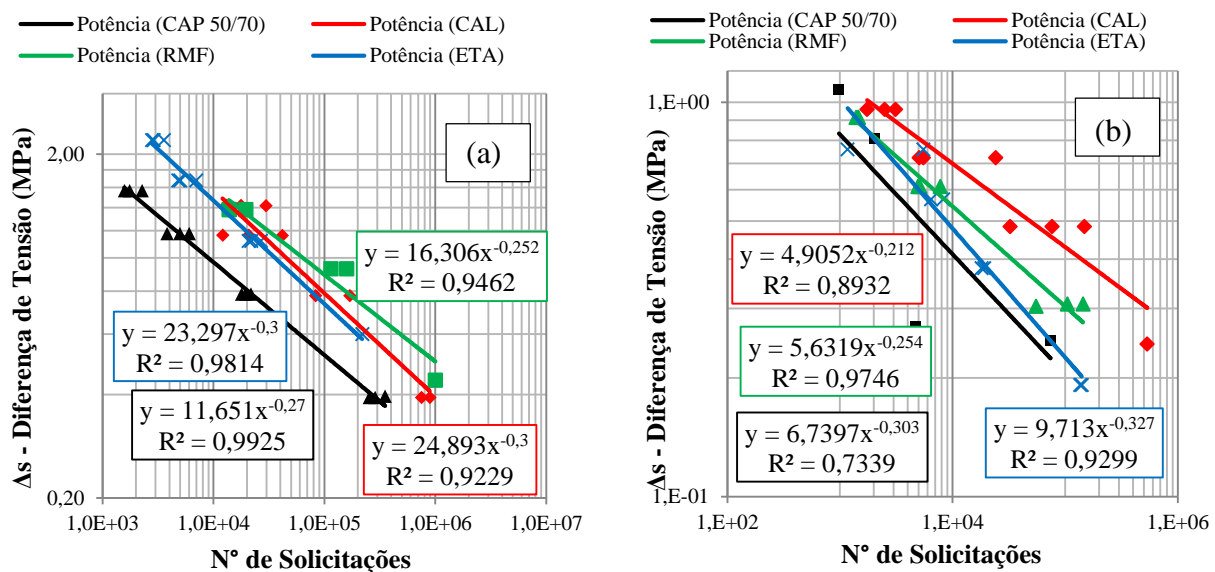 Potência (CAP 50/70) Potência (CAL)
Potência (RMF) Potência (ETA)
(a)
Δs - Diferença de Tensão (MPa)
2,00
0,20
y = 16,306x^-0,252
R² = 0,9462
y = 23,297x^-0,3
R² = 0,9814
y = 11,651x^-0,27
R² = 0,9925
y = 24,893x^-0,3
R² = 0,9229
1,0E+03 1,0E+04 1,0E+05 1,0E+06 1,0E+07
N° de Solicitações
Potência (CAP 50/70) Potência (CAL)
Potência (RMF) Potência (ETA)
(b)
Δs - Diferença de Tensão (MPa)
1,E+00
1,E-01
y = 4,9052x^-0,212
R² = 0,8932
y = 5,6319x^-0,254
R² = 0,9746
y = 6,7397x^-0,303
R² = 0,7339
y = 9,713x^-0,327
R² = 0,9299
1,E+02 1,E+04 1,E+06
N° de Solicitações